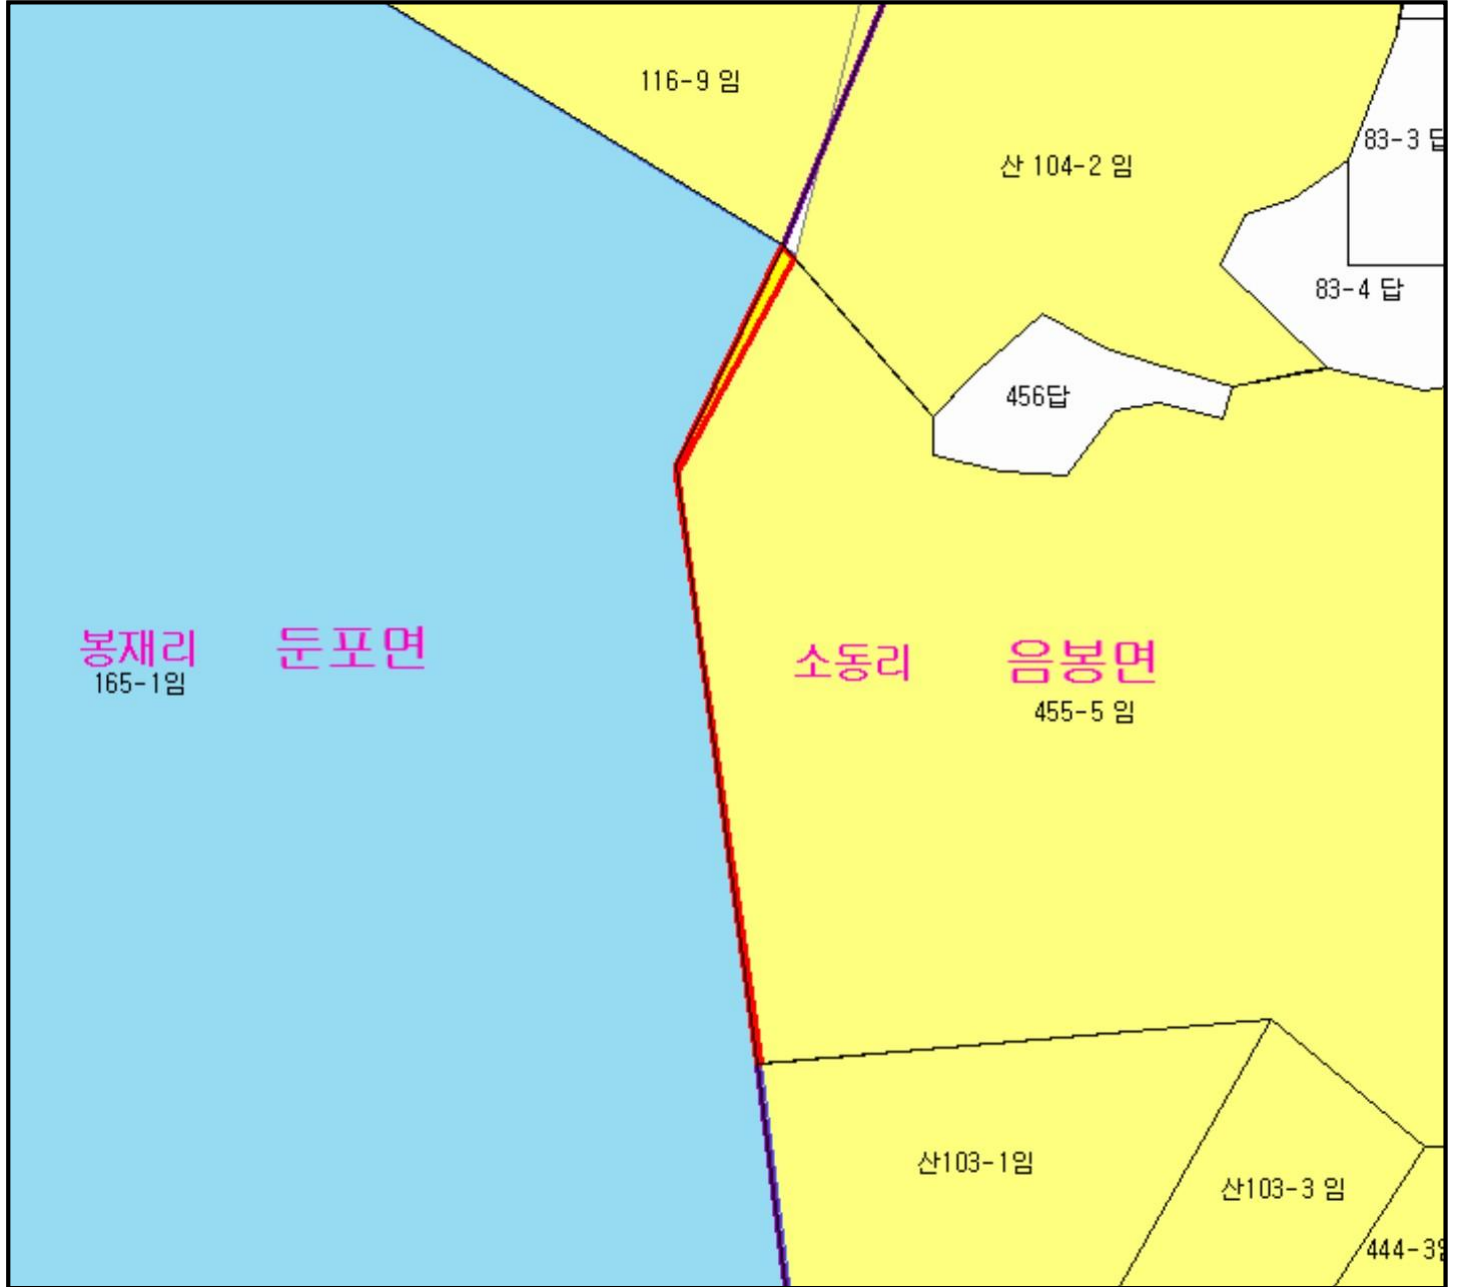 116-9 임
산 104-2 임
83-3 답
83-4 답
456답
봉재리 둔포면
165-1임
소동리 음봉면
455-5 임
산103-1임
산103-3 임
444-3임